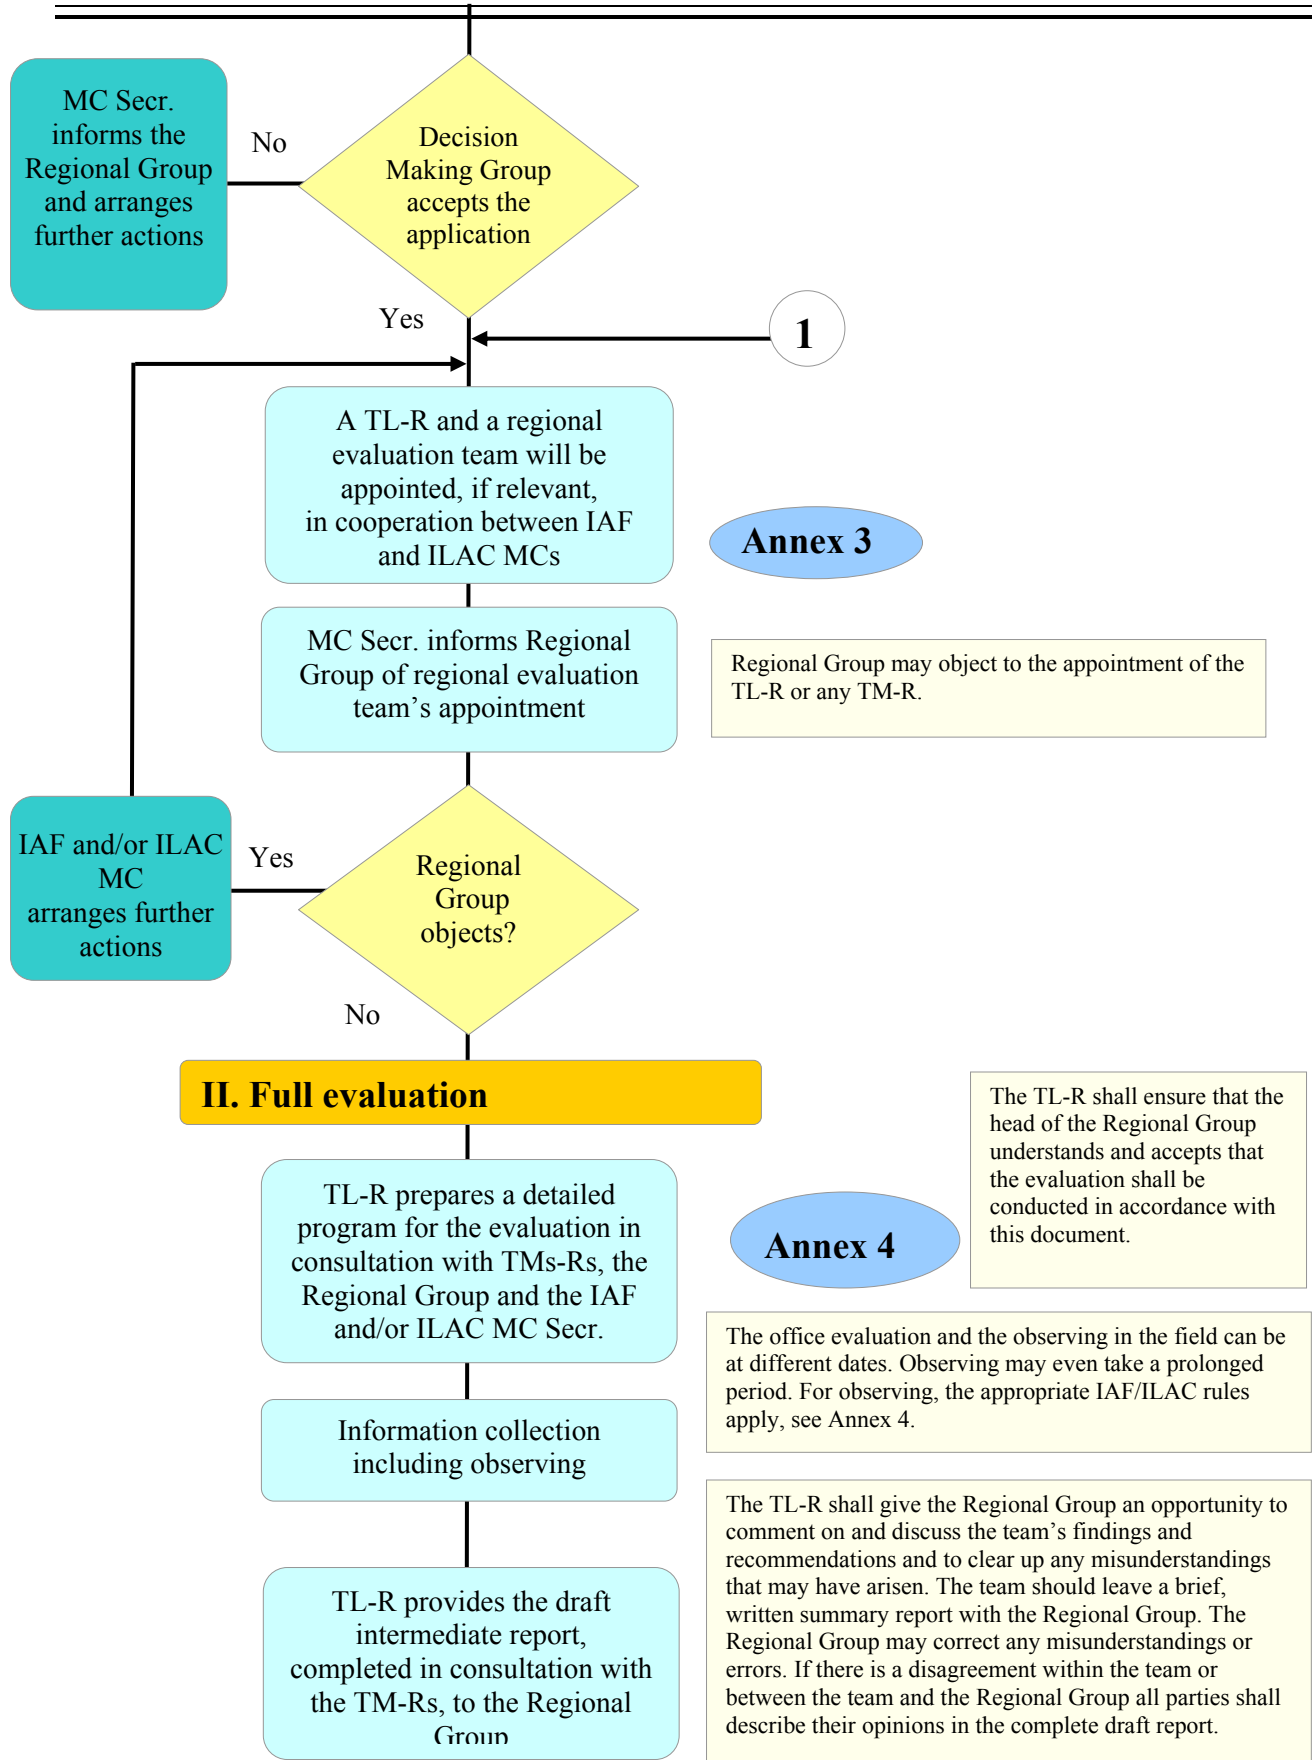 MC Secr.
informs the
Regional Group
and arranges
further actions
No
Decision
Making Group
accepts the
application
Yes
1
A TL-R and a regional
evaluation team will be
appointed, if relevant,
in cooperation between IAF
and ILAC MCs
Annex 3
MC Secr. informs Regional
Group of regional evaluation
team’s appointment
Regional Group may object to the appointment of the
TL-R or any TM-R.
IAF and/or ILAC
MC
arranges further
actions
Yes
Regional
Group
objects?
No
II. Full evaluation
The TL-R shall ensure that the
head of the Regional Group
understands and accepts that
the evaluation shall be
conducted in accordance with
this document.
TL-R prepares a detailed
program for the evaluation in
consultation with TMs-Rs, the
Regional Group and the IAF
and/or ILAC MC Secr.
Annex 4
The office evaluation and the observing in the field can be
at different dates. Observing may even take a prolonged
period. For observing, the appropriate IAF/ILAC rules
apply, see Annex 4.
Information collection
including observing
The TL-R shall give the Regional Group an opportunity to
comment on and discuss the team’s findings and
recommendations and to clear up any misunderstandings
that may have arisen. The team should leave a brief,
written summary report with the Regional Group. The
Regional Group may correct any misunderstandings or
errors. If there is a disagreement within the team or
between the team and the Regional Group all parties shall
describe their opinions in the complete draft report.
TL-R provides the draft
intermediate report,
completed in consultation with
the TM-Rs, to the Regional
Group